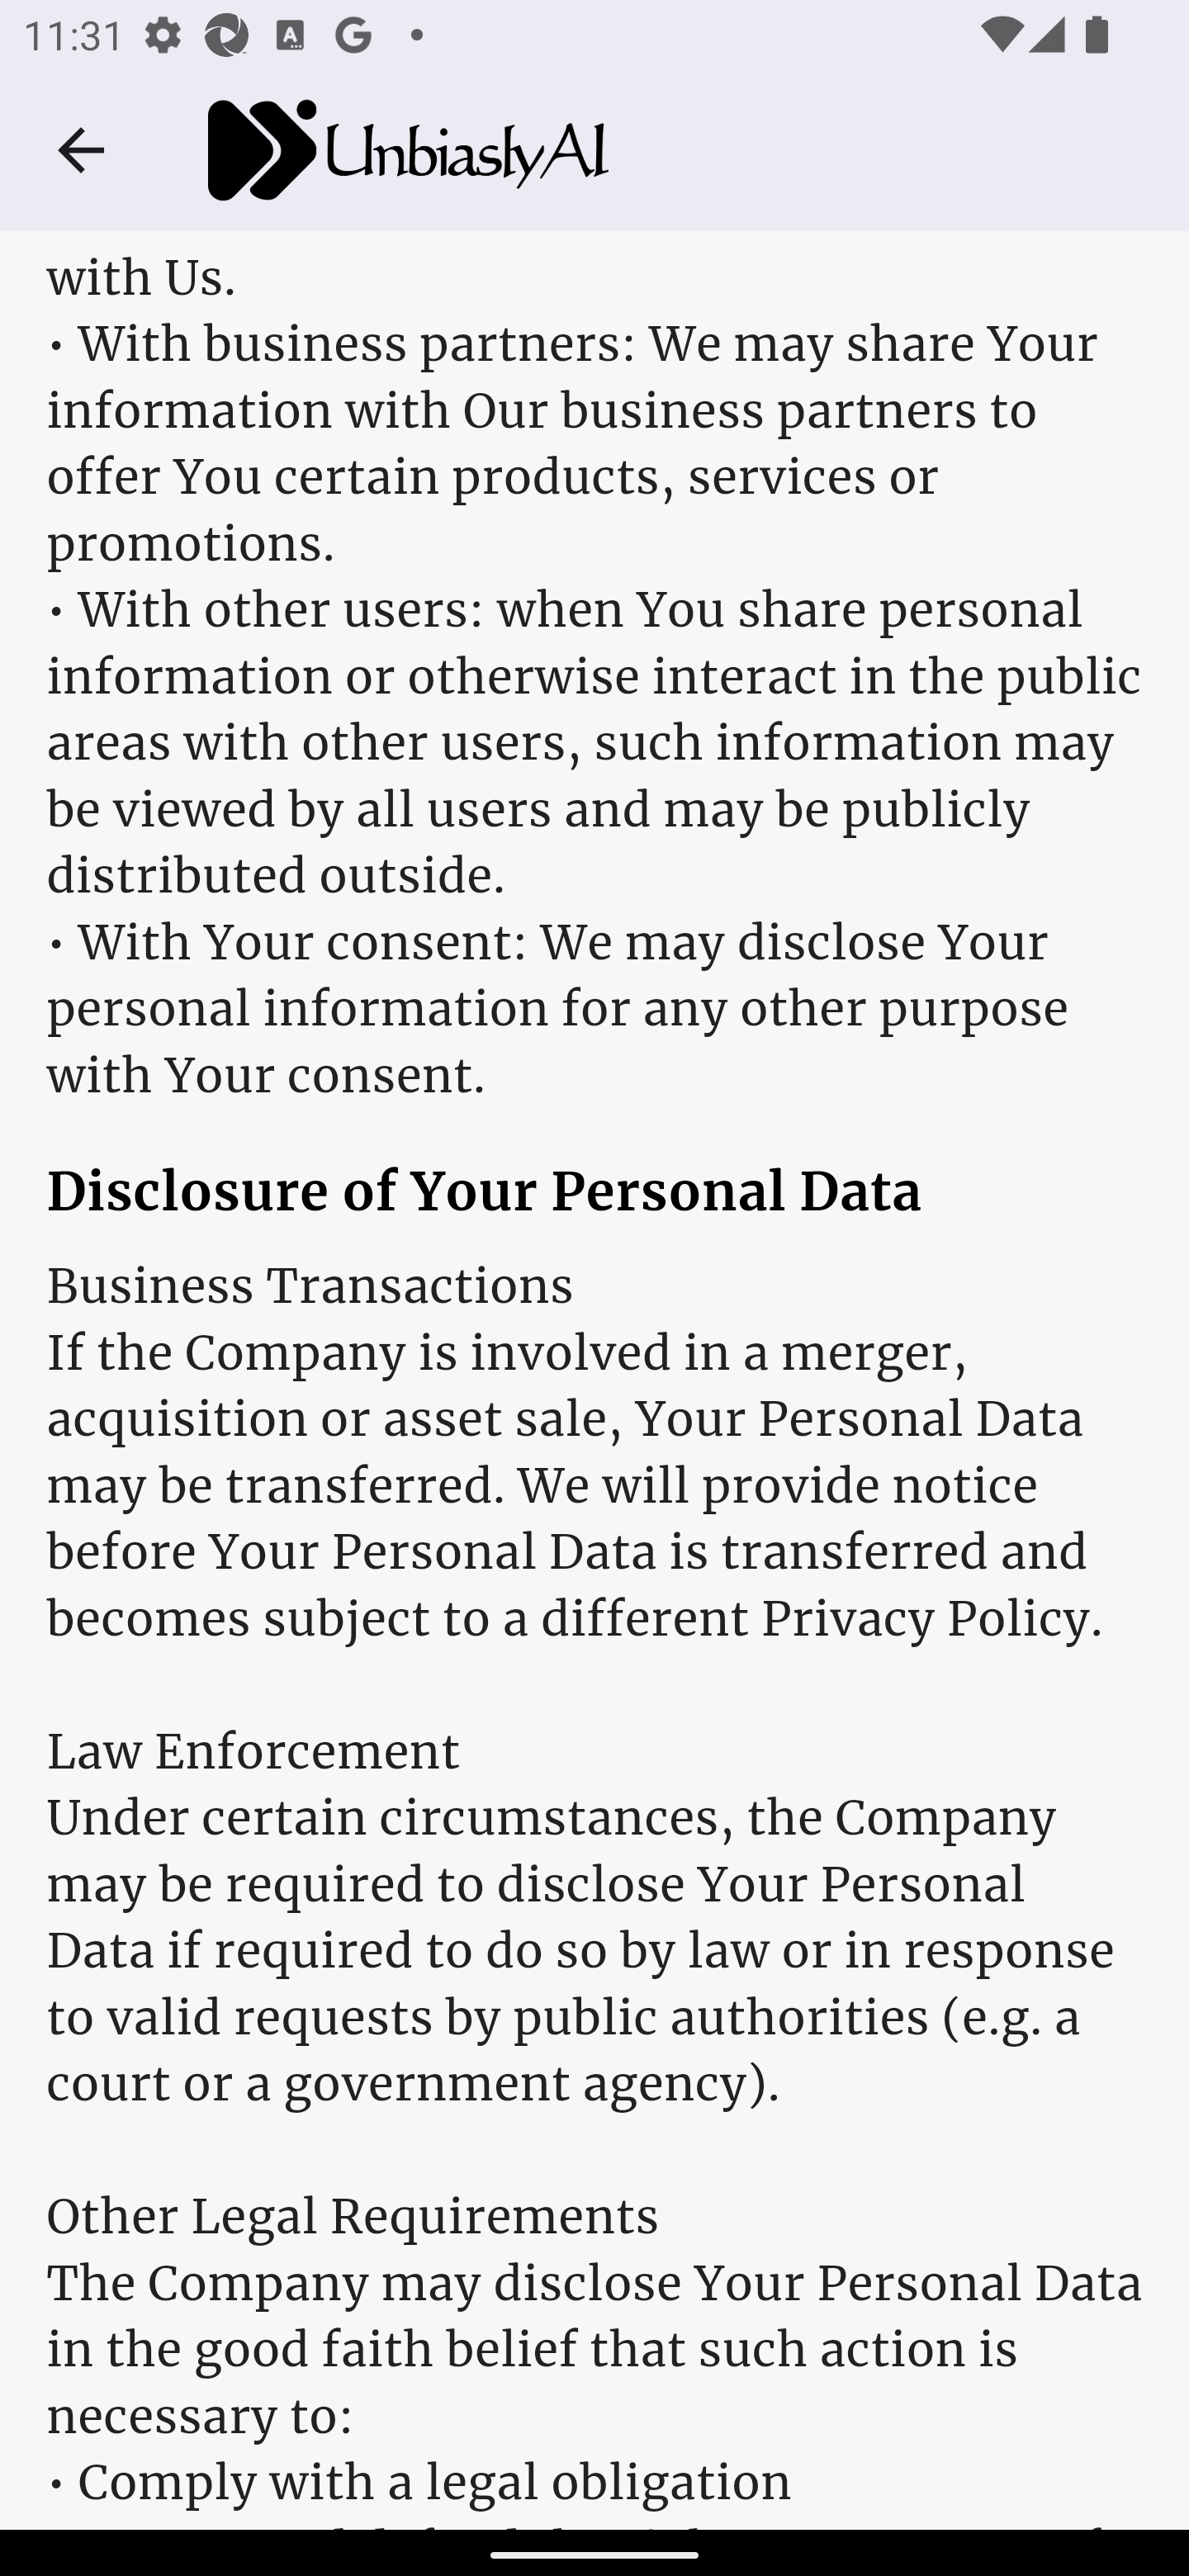 11:31
UnbiaslyAI
with Us.
• With business partners: We may share Your
information with Our business partners to
offer You certain products, services or
promotions.
• With other users: when You share personal
information or otherwise interact in the public
areas with other users, such information may
be viewed by all users and may be publicly
distributed outside.
• With Your consent: We may disclose Your
personal information for any other purpose
with Your consent.
Disclosure of Your Personal Data
Business Transactions
If the Company is involved in a merger,
acquisition or asset sale, Your Personal Data
may be transferred. We will provide notice
before Your Personal Data is transferred and
becomes subject to a different Privacy Policy.
Law Enforcement
Under certain circumstances, the Company
may be required to disclose Your Personal
Data if required to do so by law or in response
to valid requests by public authorities (e.g. a
court or a government agency).
Other Legal Requirements
The Company may disclose Your Personal Data
in the good faith belief that such action is
necessary to:
• Comply with a legal obligation